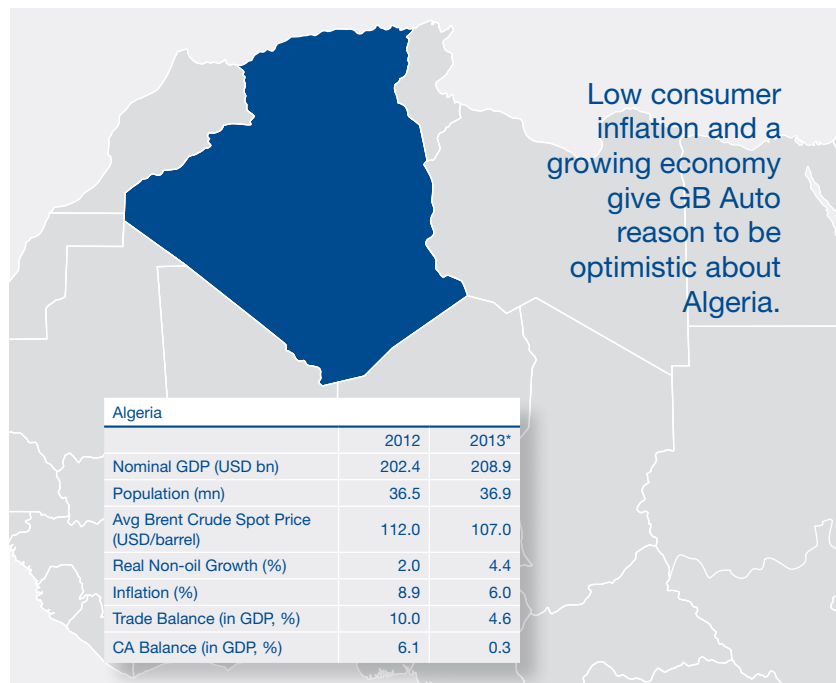 Low consumer
inflation and a
growing economy
give GB Auto
reason to be
optimistic about
Algeria.
Algeria
2012 2013*
Nominal GDP (USD bn) 202.4 208.9
Population (mn) 36.5 36.9
Avg Brent Crude Spot Price
(USD/barrel) 112.0 107.0
Real Non-oil Growth (%) 2.0 4.4
Inflation (%) 8.9 6.0
Trade Balance (in GDP, %) 10.0 4.6
CA Balance (in GDP, %) 6.1 0.3